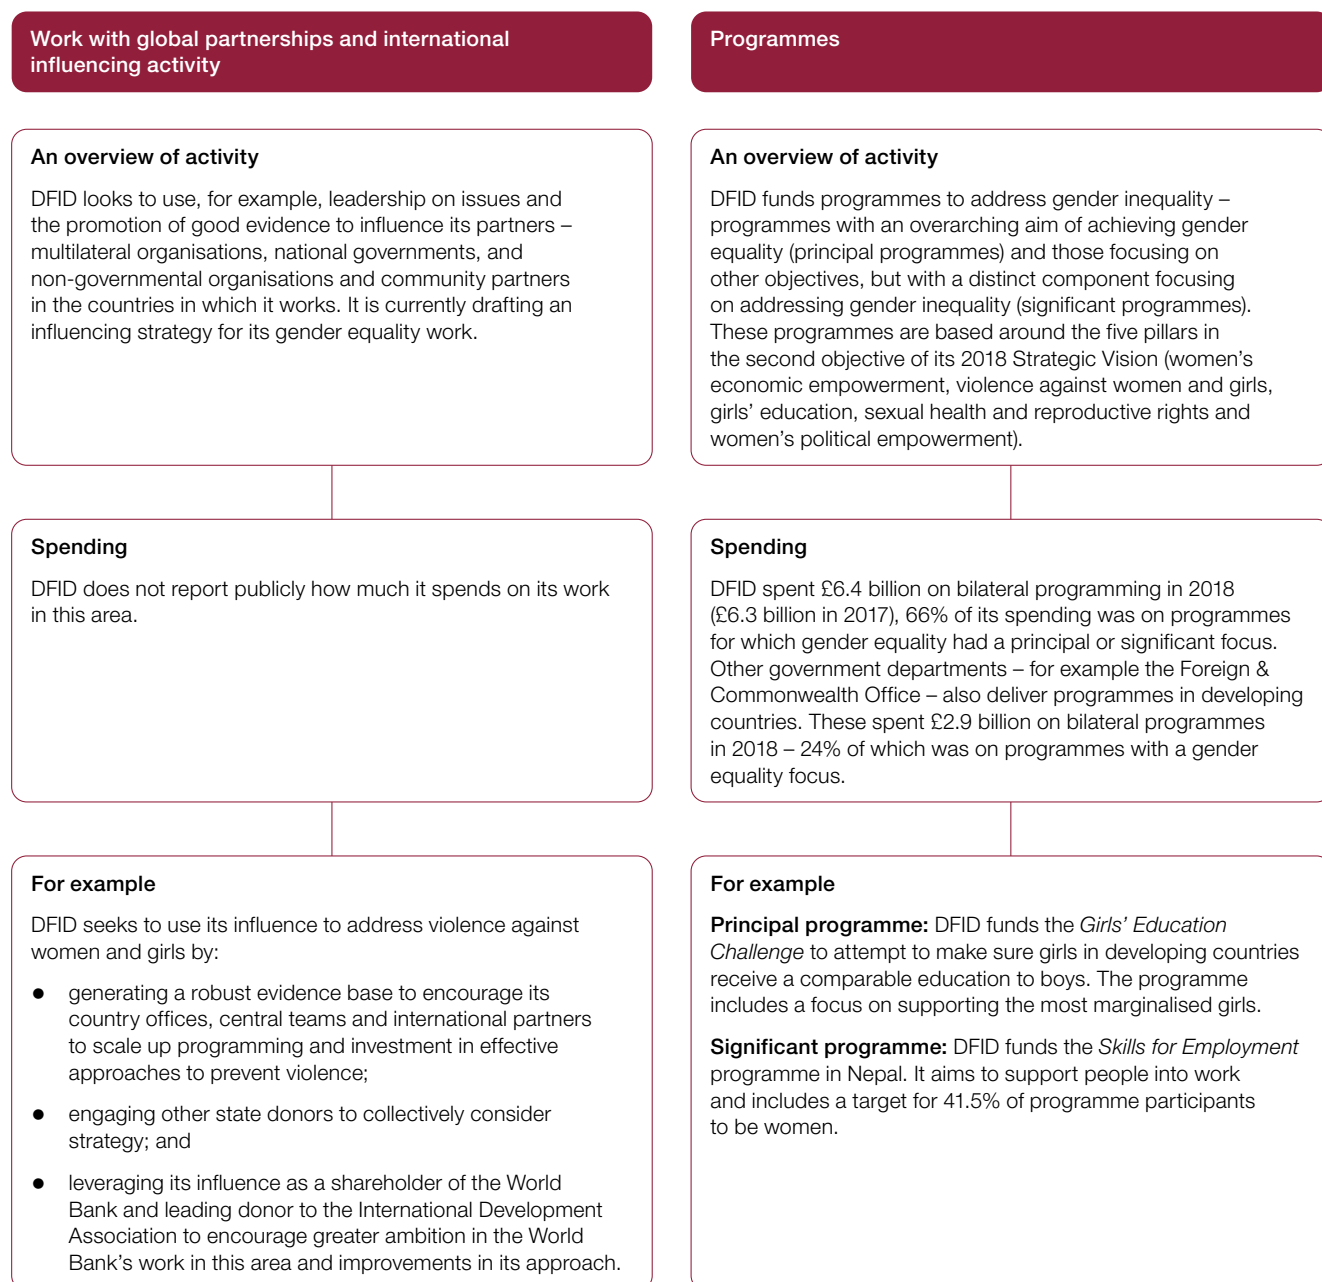 Work with global partnerships and international
influencing activity
An overview of activity
DFID looks to use, for example, leadership on issues and
the promotion of good evidence to influence its partners –
multilateral organisations, national governments, and
non-governmental organisations and community partners
in the countries in which it works. It is currently drafting an
influencing strategy for its gender equality work.
Spending
DFID does not report publicly how much it spends on its work
in this area.
For example
DFID seeks to use its influence to address violence against
women and girls by:
● generating a robust evidence base to encourage its
country offices, central teams and international partners
to scale up programming and investment in effective
approaches to prevent violence;
● engaging other state donors to collectively consider
strategy; and
● leveraging its influence as a shareholder of the World
Bank and leading donor to the International Development
Association to encourage greater ambition in the World
Bank's work in this area and improvements in its approach.
Programmes
An overview of activity
DFID funds programmes to address gender inequality –
programmes with an overarching aim of achieving gender
equality (principal programmes) and those focusing on
other objectives, but with a distinct component focusing
on addressing gender inequality (significant programmes).
These programmes are based around the five pillars in
the second objective of its 2018 Strategic Vision (women's
economic empowerment, violence against women and girls,
girls' education, sexual health and reproductive rights and
women's political empowerment).
Spending
DFID spent £6.4 billion on bilateral programming in 2018
(£6.3 billion in 2017), 66% of its spending was on programmes
for which gender equality had a principal or significant focus.
Other government departments – for example the Foreign &
Commonwealth Office – also deliver programmes in developing
countries. These spent £2.9 billion on bilateral programmes
in 2018 – 24% of which was on programmes with a gender
equality focus.
For example
Principal programme: DFID funds the Girls' Education
Challenge to attempt to make sure girls in developing countries
receive a comparable education to boys. The programme
includes a focus on supporting the most marginalised girls.
Significant programme: DFID funds the Skills for Employment
programme in Nepal. It aims to support people into work
and includes a target for 41.5% of programme participants
to be women.